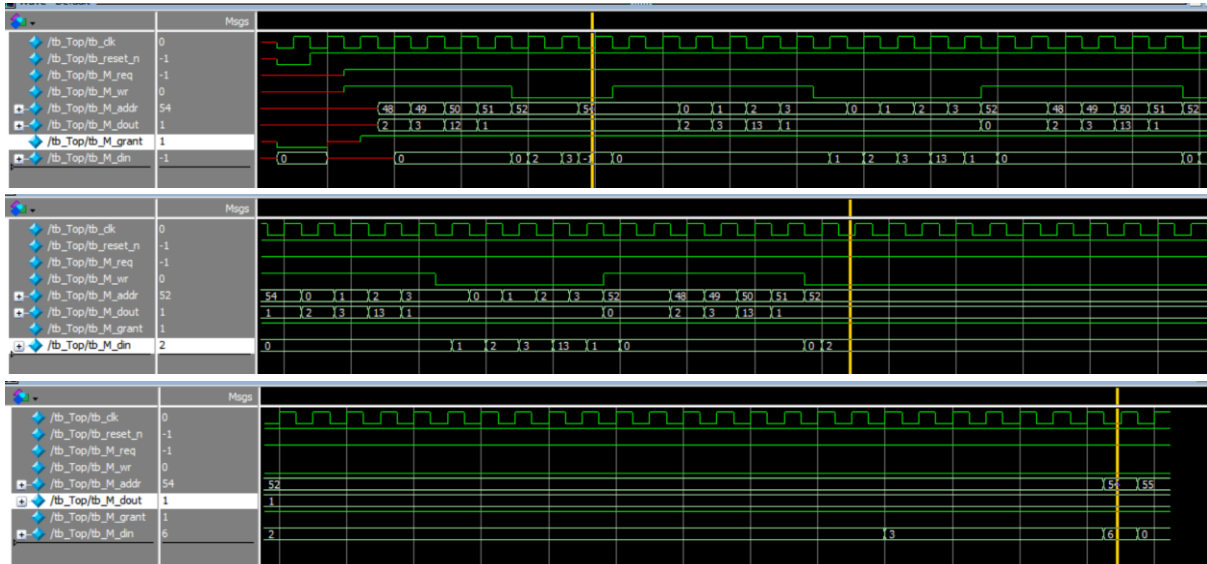 Msgs
/tb_Top/tb_clk 0
/tb_Top/tb_reset_n -1
/tb_Top/tb_M_req -1
/tb_Top/tb_M_wr 0
/tb_Top/tb_M_addr 54 48 49 50 51 52 54 0 1 2 3 0 1 2 3 52 48 49 50 51 52
/tb_Top/tb_M_dout 1 2 3 12 1 2 3 13 1 0 2 3 13 1
/tb_Top/tb_M_grant 1
/tb_Top/tb_M_din -1 0 0 0 2 3 -1 0 1 2 3 13 1 0 0
Msgs
/tb_Top/tb_clk 0
/tb_Top/tb_reset_n -1
/tb_Top/tb_M_req -1
/tb_Top/tb_M_wr 0
/tb_Top/tb_M_addr 52 54 0 1 2 3 0 1 2 3 52 48 49 50 51 52
/tb_Top/tb_M_dout 1 1 2 3 13 1 0 2 3 13 1
/tb_Top/tb_M_grant 1
/tb_Top/tb_M_din 2 0 1 2 3 13 1 0 0 2
Msgs
/tb_Top/tb_clk 0
/tb_Top/tb_reset_n -1
/tb_Top/tb_M_req -1
/tb_Top/tb_M_wr 0
/tb_Top/tb_M_addr 54 52 54 55
/tb_Top/tb_M_dout 1 1
/tb_Top/tb_M_grant 1
/tb_Top/tb_M_din 6 2 3 6 0